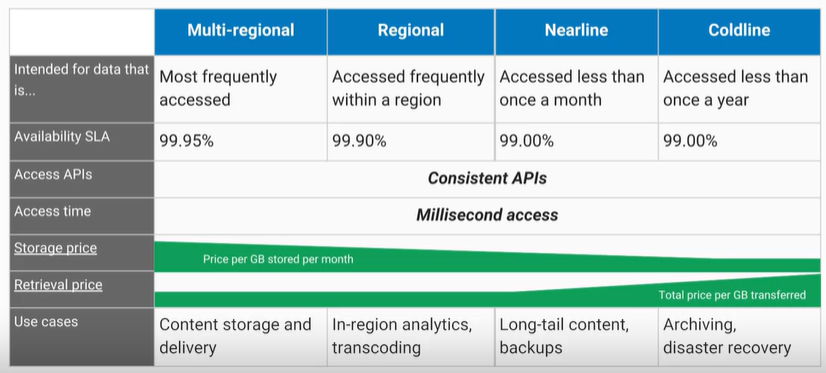 Multi-regional Regional Nearline Coldline
Intended for data that
is...
Most frequently
accessed
Accessed frequently
within a region
Accessed less than
once a month
Accessed less than
once a year
Availability SLA 99.95% 99.90% 99.00% 99.00%
Access APIs Consistent APIs
Access time Millisecond access
Storage price
Price per GB stored per month
Retrieval price
Total price per GB transferred
Use cases
Content storage and
delivery
In-region analytics,
transcoding
Long-tail content,
backups
Archiving,
disaster recovery